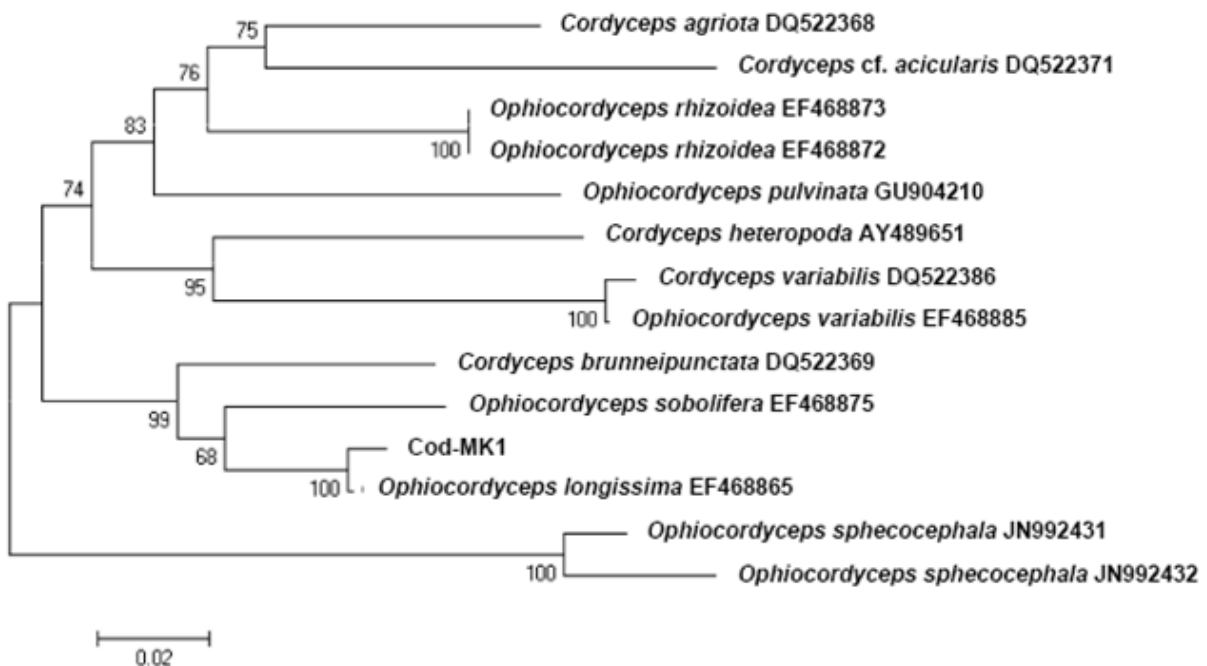 75
Cordyceps agriota DQ522368
Cordyceps cf. acicularis DQ522371
76
Ophiocordyceps rhizoidea EF468873
83
100
Ophiocordyceps rhizoidea EF468872
74
Ophiocordyceps pulvinata GU904210
Cordyceps heteropoda AY489651
95
Cordyceps variabilis DQ522386
100
Ophiocordyceps variabilis EF468885
Cordyceps brunneipunctata DQ522369
99
Ophiocordyceps sobolifera EF468875
68
Cod-MK1
100
Ophiocordyceps longissima EF468865
Ophiocordyceps sphecocephala JN992431
100
Ophiocordyceps sphecocephala JN992432
0.02